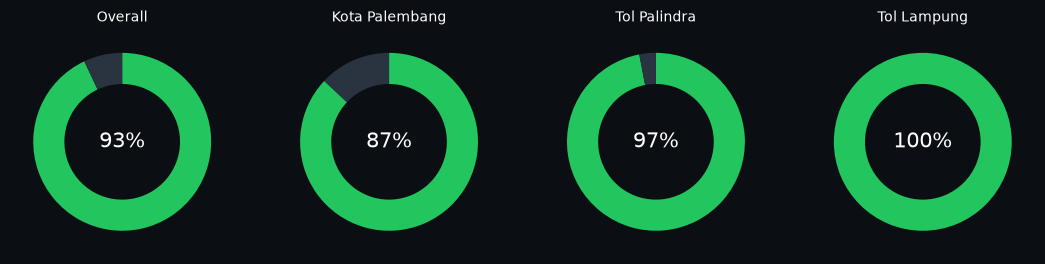 Overall
Kota Palembang
Tol Palindra
Tol Lampung
93%
87%
97%
100%